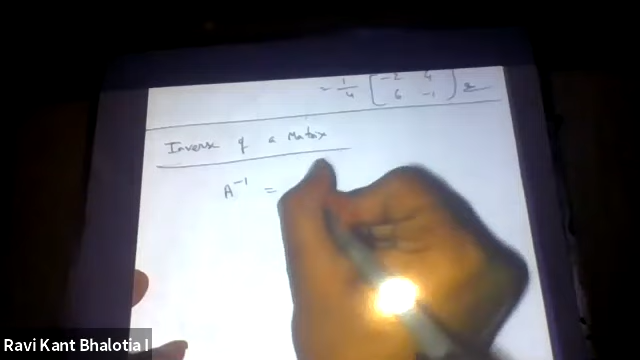 = 1/4 [ -2 4
6 -1 ]
Inverse of a Matrix
A⁻¹ =
Ravi Kant Bhalotia I